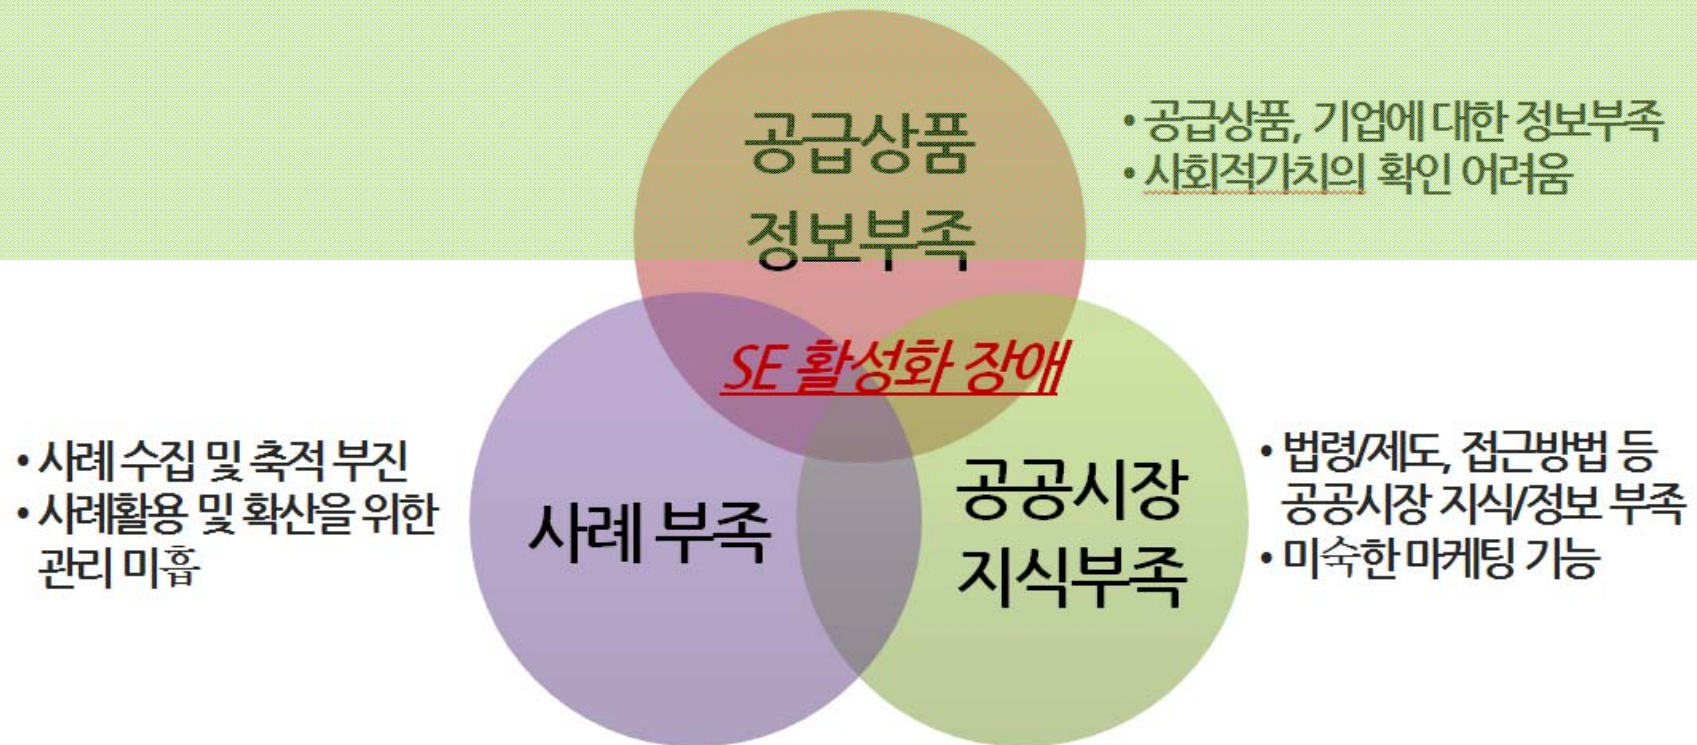 공급상품
정보부족
• 공급상품, 기업에 대한 정보부족
• 사회적가치의 확인 어려움
SE 활성화 장애
• 사례 수집 및 축적 부진
• 사례활용 및 확산을 위한
관리 미흡
사례 부족
공공시장
지식부족
• 법령/제도, 접근방법 등
공공시장 지식/정보 부족
• 미숙한 마케팅 기능